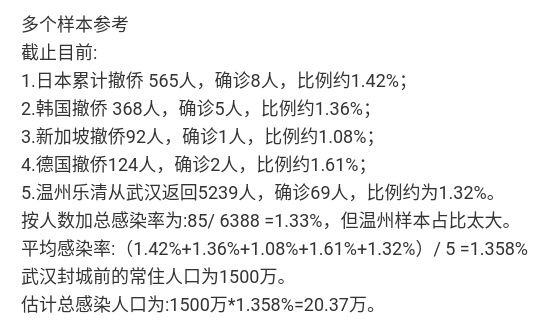 多个样本参考
截止目前:
1.日本累计撤侨 565人，确诊8人，比例约1.42%；
2.韩国撤侨 368人，确诊5人，比例约1.36%；
3.新加坡撤侨92人，确诊1人，比例约1.08%；
4.德国撤侨124人，确诊2人，比例约1.61%；
5.温州乐清从武汉返回5239人，确诊69人，比例约为1.32%。
按人数加总感染率为:85/ 6388 =1.33%，但温州样本占比太大。
平均感染率:（1.42%+1.36%+1.08%+1.61%+1.32%）/ 5 =1.358%
武汉封城前的常住人口为1500万。
估计总感染人口为:1500万*1.358%=20.37万。